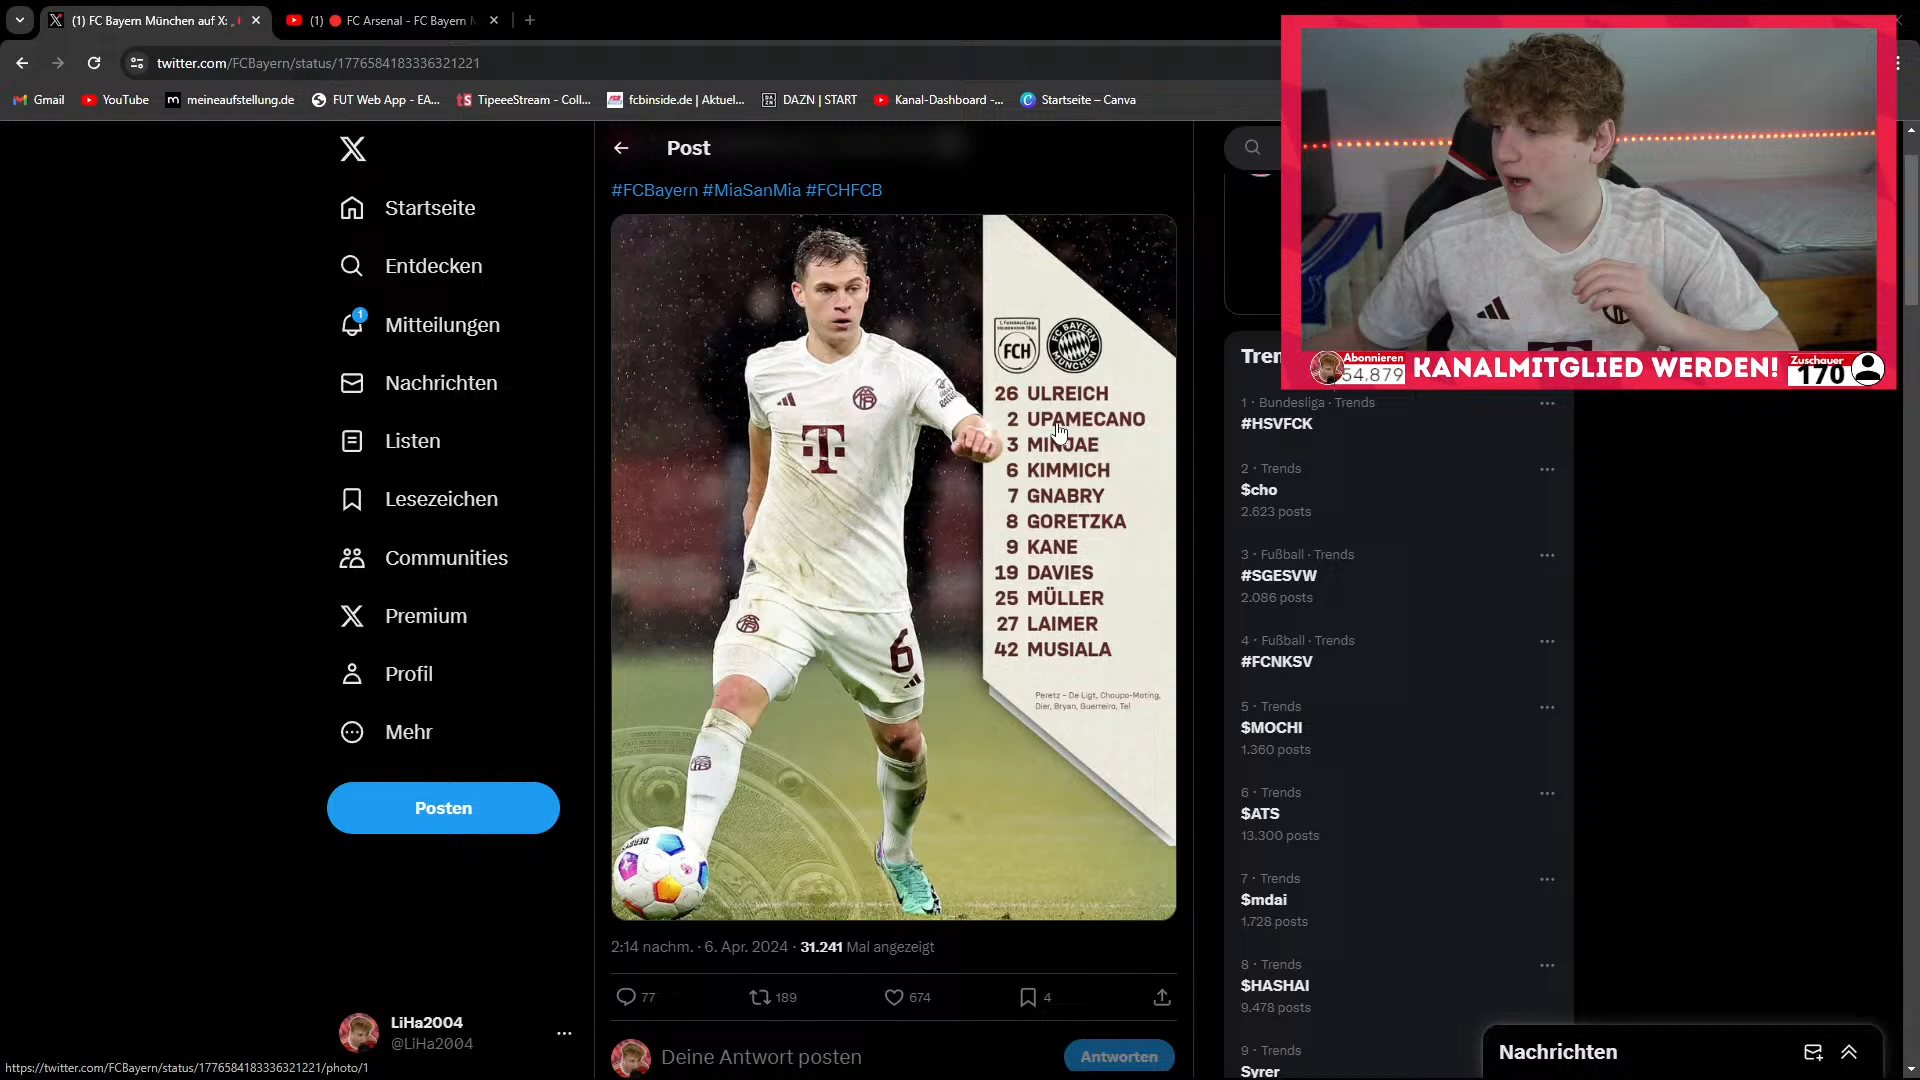 (1) FC Bayern München auf X: „
(1) FC Arsenal - FC Bayern
twitter.com/FCBayern/status/1776584183336321221
Gmail
YouTube
meineaufstellung.de
FUT Web App - EA...
TipeeeStream - Coll...
fcbinside.de | Aktuel...
DAZN | START
Kanal-Dashboard -...
Startseite – Canva
Startseite
Entdecken
1
Mitteilungen
Nachrichten
Listen
Lesezeichen
Communities
Premium
Profil
Mehr
Posten
LiHa2004
@LiHa2004
Post
#FCBayern #MiaSanMia #FCHFCB
FCH
FC BAYERN
MÜNCHEN
26 ULREICH
2 UPAMECANO
3 MINJAE
6 KIMMICH
7 GNABRY
8 GORETZKA
9 KANE
19 DAVIES
25 MÜLLER
27 LAIMER
42 MUSIALA
Peretz – De Ligt, Choupo-Moting,
Dier, Bryan, Guerreiro, Tel
T
6
2:14 nachm. · 6. Apr. 2024 · 31.241 Mal angezeigt
77
189
674
4
Deine Antwort posten
Antworten
Abonnieren
54,879
KANALMITGLIED WERDEN!
Zuschauer
170
Tren
1 · Bundesliga · Trends
#HSVFCK
2 · Trends
$cho
2.623 posts
3 · Fußball · Trends
#SGESVW
2.086 posts
4 · Fußball · Trends
#FCNKSV
5 · Trends
$MOCHI
1.360 posts
6 · Trends
$ATS
13.300 posts
7 · Trends
$mdai
1.728 posts
8 · Trends
$HASHAI
9.478 posts
9 · Trends
Syrer
Nachrichten
https://twitter.com/FCBayern/status/1776584183336321221/photo/1